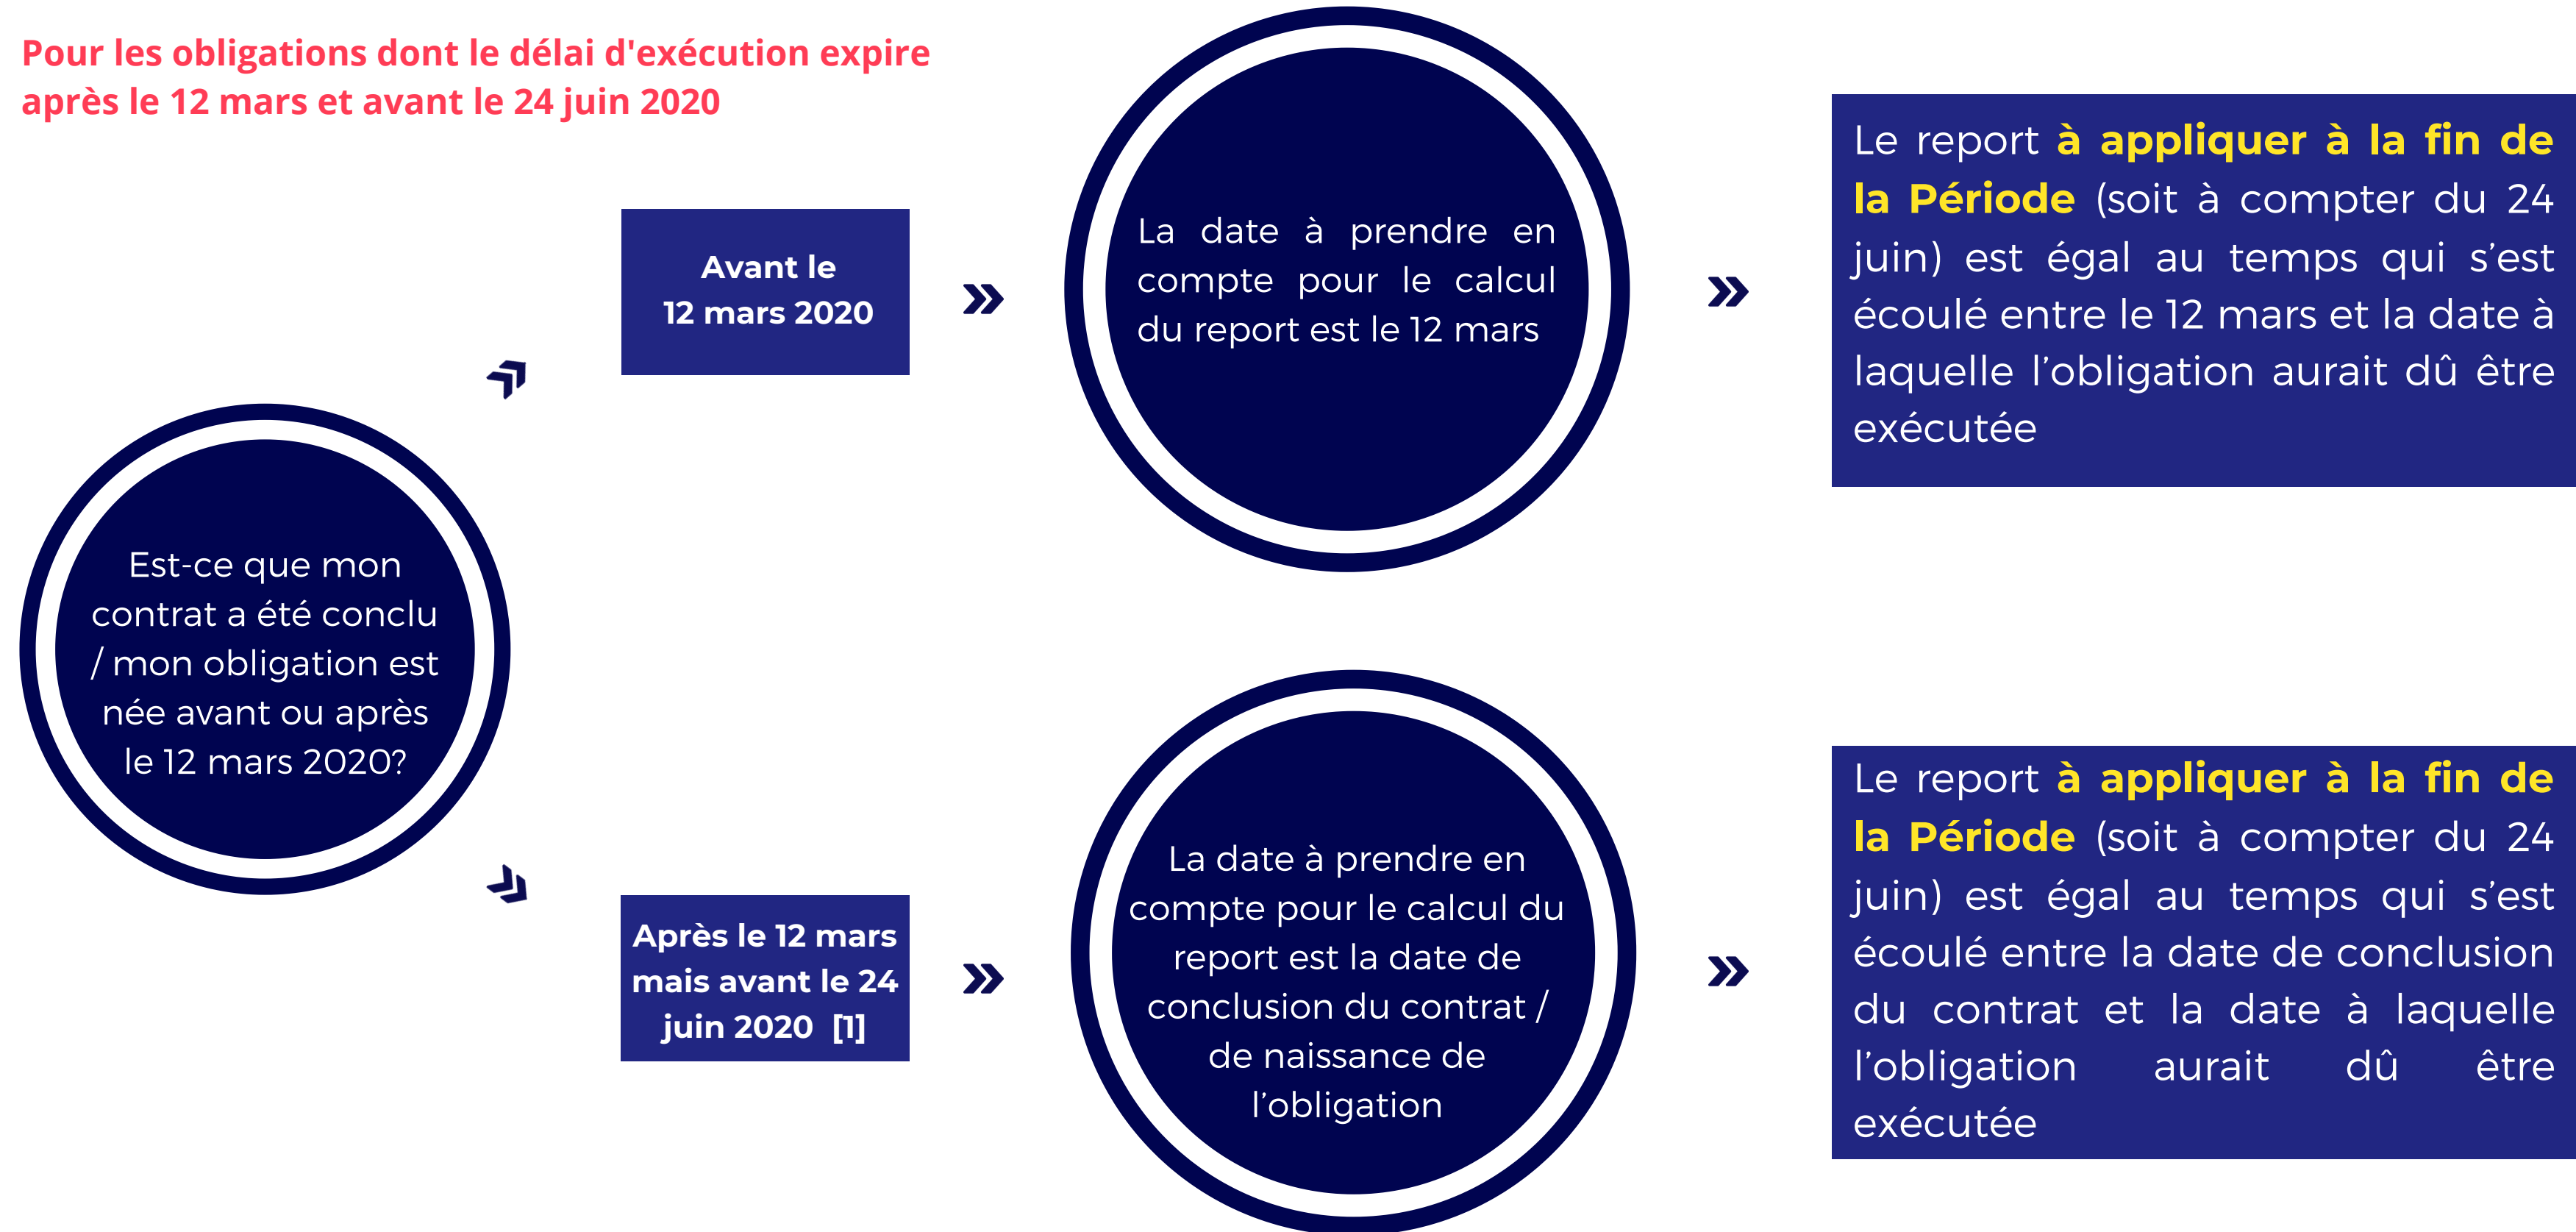 Pour les obligations dont le délai d'exécution expire
après le 12 mars et avant le 24 juin 2020
Est-ce que mon
contrat a été conclu
/ mon obligation est
née avant ou après
le 12 mars 2020?
Avant le
12 mars 2020
La date à prendre en
compte pour le calcul
du report est le 12 mars
Le report à appliquer à la fin de
la Période (soit à compter du 24
juin) est égal au temps qui s’est
écoulé entre le 12 mars et la date à
laquelle l’obligation aurait dû être
exécutée
Après le 12 mars
mais avant le 24
juin 2020 [1]
La date à prendre en
compte pour le calcul du
report est la date de
conclusion du contrat /
de naissance de
l’obligation
Le report à appliquer à la fin de
la Période (soit à compter du 24
juin) est égal au temps qui s’est
écoulé entre la date de conclusion
du contrat et la date à laquelle
l’obligation aurait dû être
exécutée